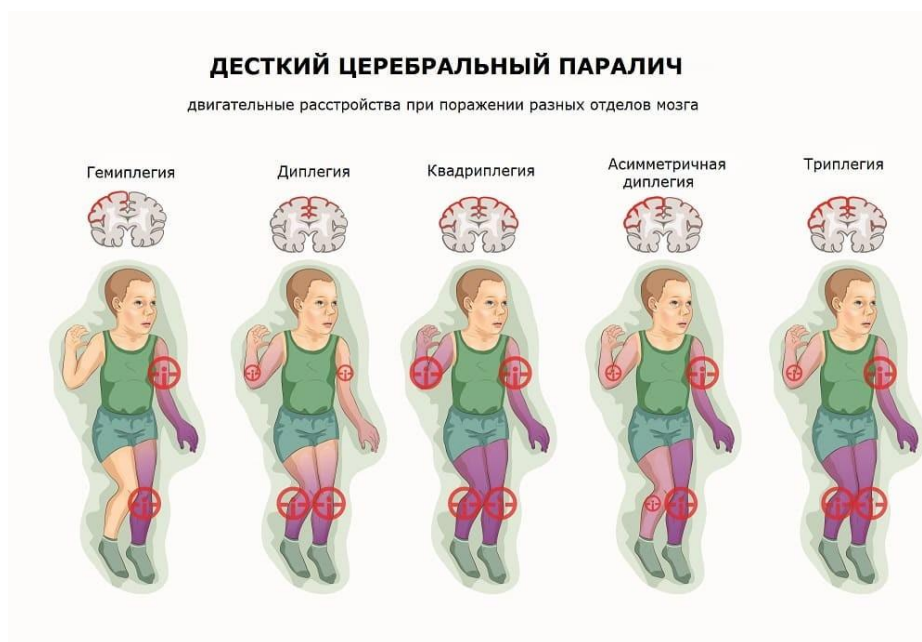 ДЕСТКИЙ ЦЕРЕБРАЛЬНЫЙ ПАРАЛИЧ
двигательные расстройства при поражении разных отделов мозга
Гемиплегия
Диплегия
Квадриплегия
Асимметричная
диплегия
Триплегия